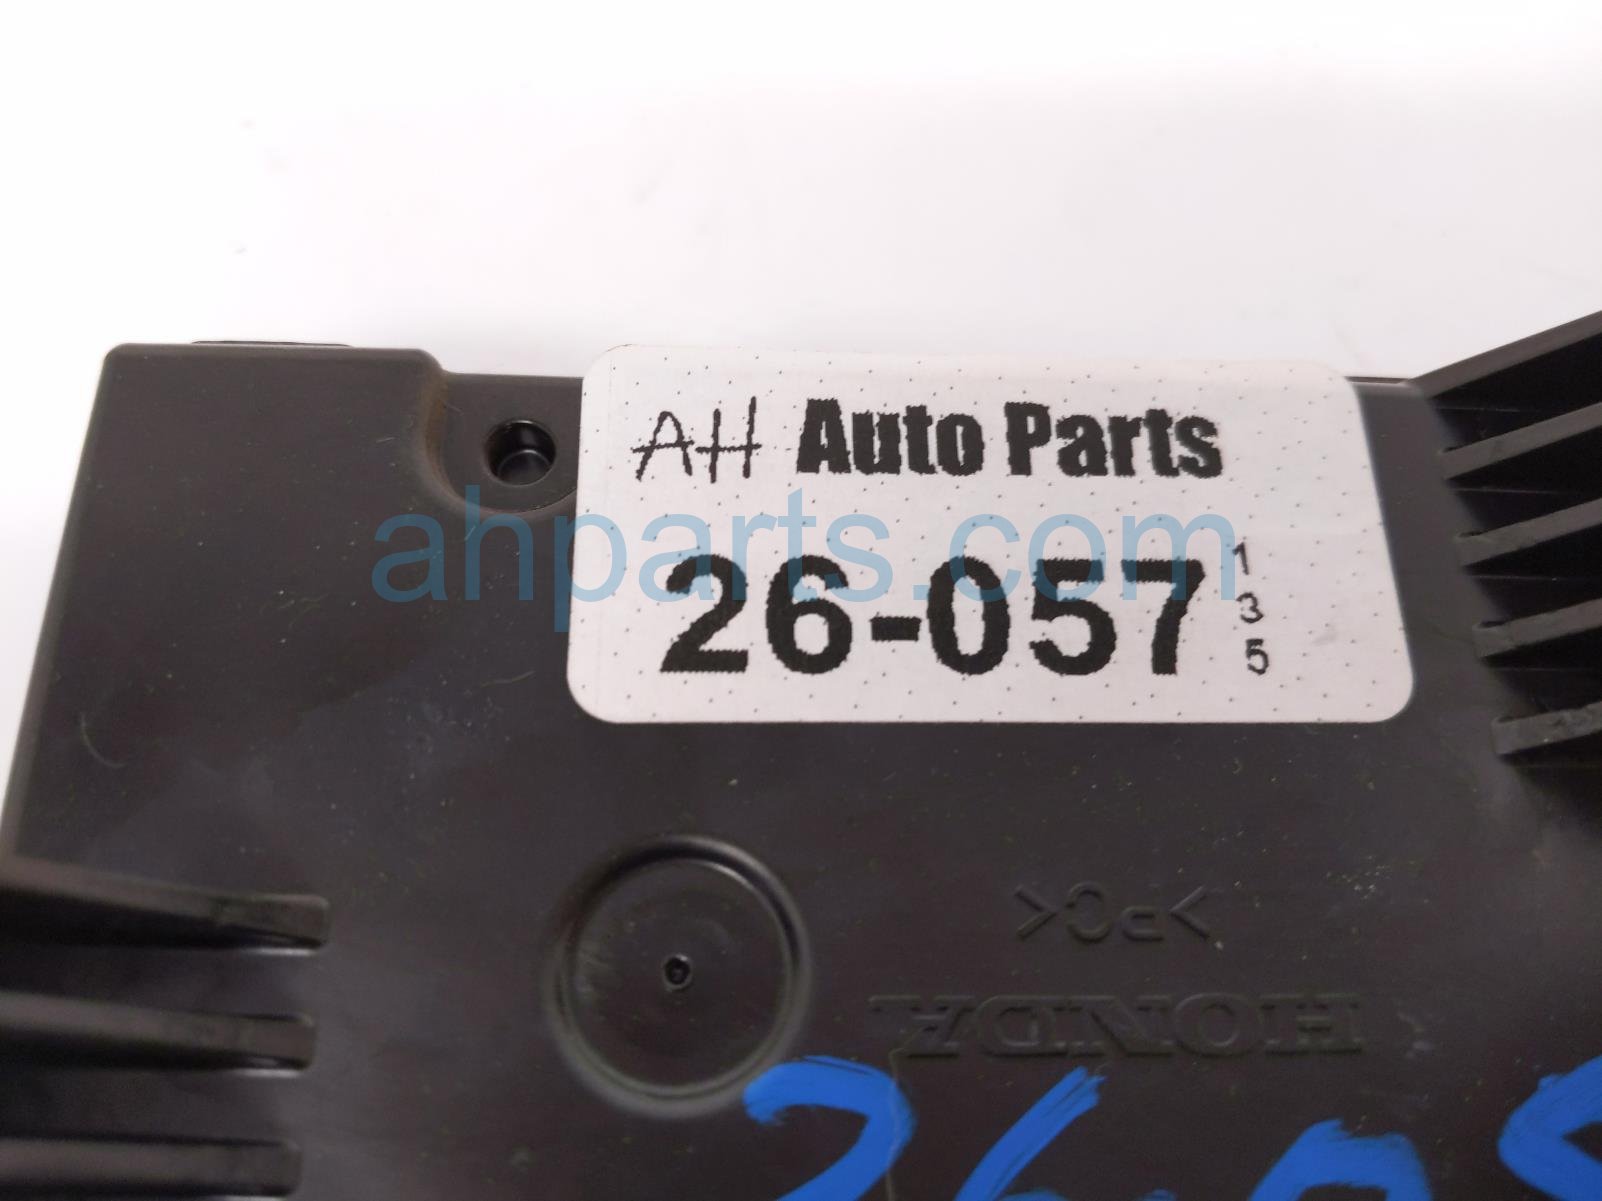 AH Auto Parts
ahparts.com
26-057
1
3
5
>PC<
HONDA